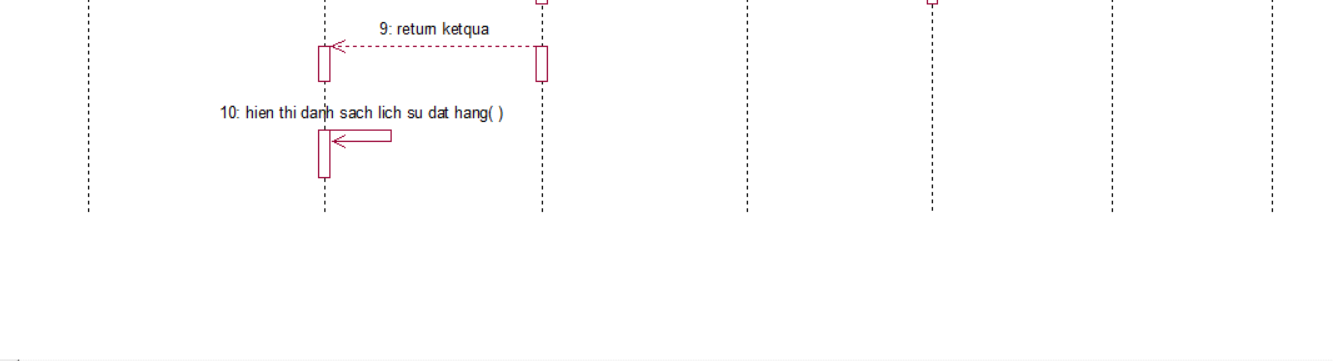 9: return ketqua
10: hien thi danh sach lich su dat hang( )